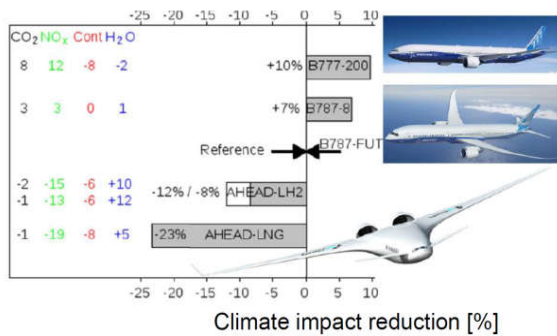 -25 -20 -15 -10 -5 0 5 10
CO₂ NOₓ Cont H₂O
8 12 -8 -2 +10% B777-200
3 3 0 1 +7% B787-8
Reference B787-FUT
-2 -15 -6 +10 -12% / -8% AHEAD-LH2
-1 -13 -6 +12
-1 -19 -8 +5 -23% AHEAD-LNG
-25 -20 -15 -10 -5 0 5 10
Climate impact reduction [%]